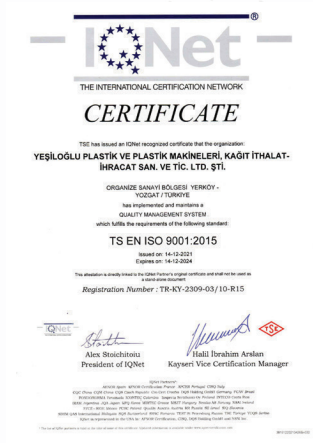 IQNet
®
THE INTERNATIONAL CERTIFICATION NETWORK
CERTIFICATE
TSE has issued an IQNet recognized certificate that the organization:
YEŞİLOĞLU PLASTİK VE PLASTİK MAKİNELERİ, KAĞIT İTHALAT-
İHRACAT SAN. VE TİC. LTD. ŞTİ.
ORGANİZE SANAYİ BÖLGESİ YERKÖY -
YOZGAT / TÜRKİYE
has implemented and maintains a
QUALITY MANAGEMENT SYSTEM
which fulfills the requirements of the following standard:
TS EN ISO 9001:2015
Issued on: 14-12-2021
Expires on: 14-12-2024
This attestation is directly linked to the IQNet Partner's original certificate and shall not be used as
a stand-alone document
Registration Number : TR-KY-2309-03/10-R15
IQNet
TSE
Alex Stoichitoiu
Halil İbrahim Arslan
President of IQNET
Kayseri Vice Certification Manager
IQNet Partners*: